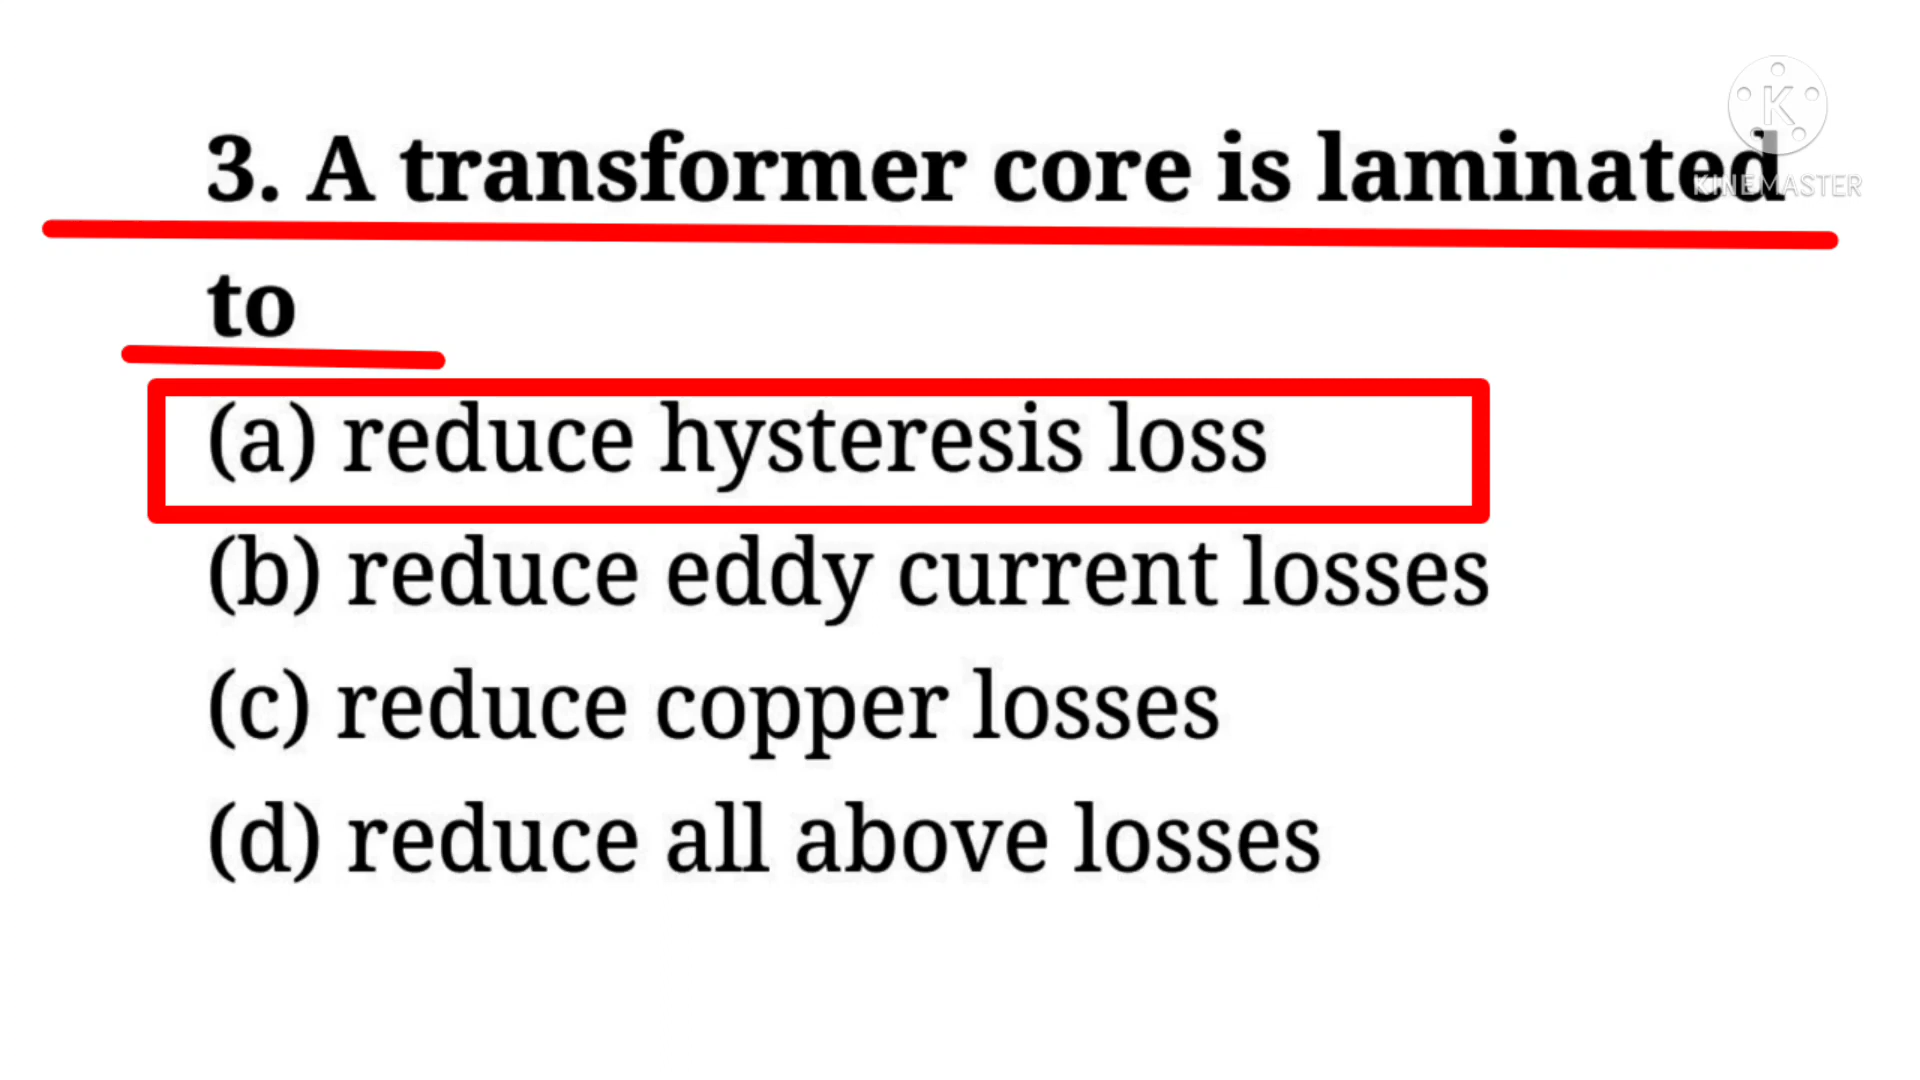 3. A transformer core is laminated
to
(a) reduce hysteresis loss
(b) reduce eddy current losses
(c) reduce copper losses
(d) reduce all above losses
K
KINEMASTER